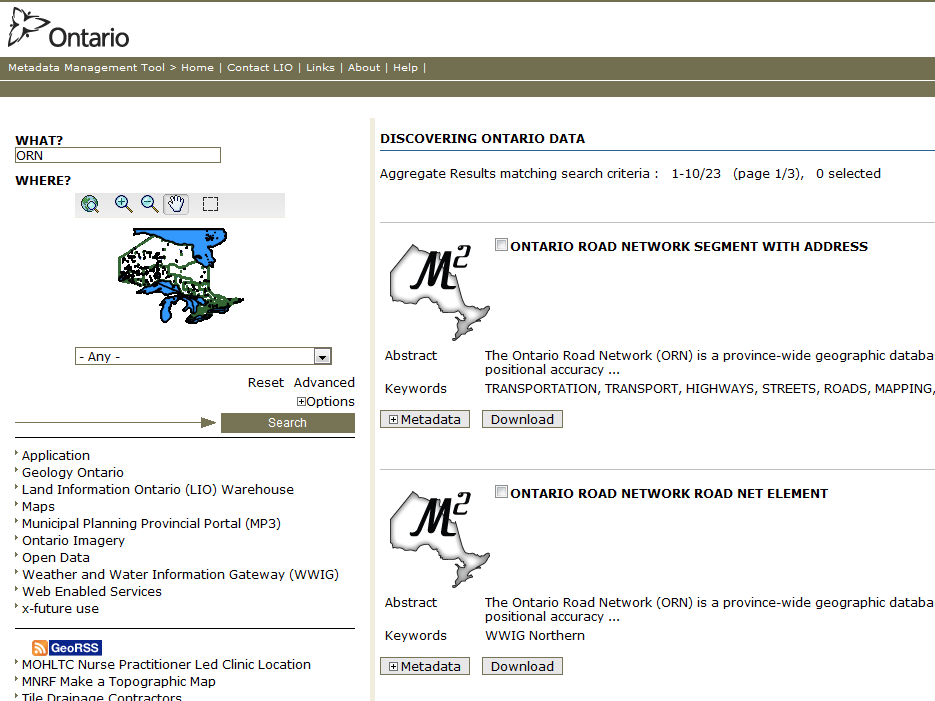 Ontario
Metadata Management Tool > Home | Contact LIO | Links | About | Help |
WHAT?
ORN
WHERE?
- Any -
Reset Advanced
Options
Search
Application
Geology Ontario
Land Information Ontario (LIO) Warehouse
Maps
Municipal Planning Provincial Portal (MP3)
Ontario Imagery
Open Data
Weather and Water Information Gateway (WWIG)
Web Enabled Services
x-future use
GeoRSS
MOHLTC Nurse Practitioner Led Clinic Location
MNRF Make a Topographic Map
Tile Drainage Contractors
DISCOVERING ONTARIO DATA
Aggregate Results matching search criteria : 1-10/23 (page 1/3), 0 selected
M2
ONTARIO ROAD NETWORK SEGMENT WITH ADDRESS
Abstract The Ontario Road Network (ORN) is a province-wide geographic databa
positional accuracy ...
Keywords TRANSPORTATION, TRANSPORT, HIGHWAYS, STREETS, ROADS, MAPPING,
Metadata Download
M2
ONTARIO ROAD NETWORK ROAD NET ELEMENT
Abstract The Ontario Road Network (ORN) is a province-wide geographic databa
positional accuracy ...
Keywords WWIG Northern
Metadata Download